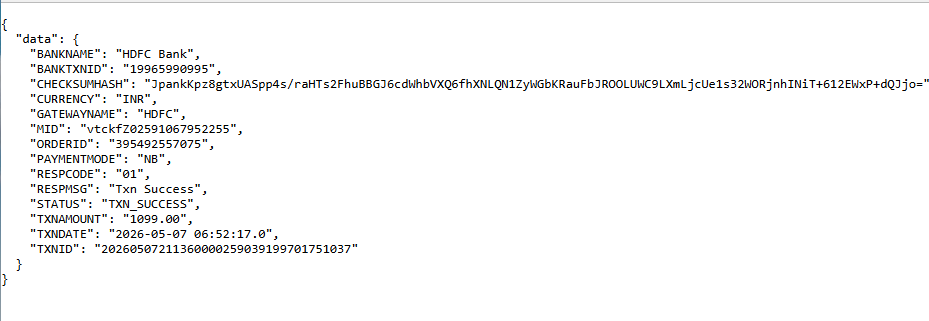 {
"data": {
"BANKNAME": "HDFC Bank",
"BANKTXNID": "19965990995",
"CHECKSUMHASH": "JpankKpz8gtxUASpp4s/raHTs2FhuBBGJ6cdWhbVXQ6fhXNLQN1ZyWGbKRauFbJROOLUWC9LXmLjcUe1s32WORjnhINiT+612EWxP+dQJjo="
"CURRENCY": "INR",
"GATEWAYNAME": "HDFC",
"MID": "vtckfZ02591067952255",
"ORDERID": "395492557075",
"PAYMENTMODE": "NB",
"RESPCODE": "01",
"RESPMSG": "Txn Success",
"STATUS": "TXN_SUCCESS",
"TXNAMOUNT": "1099.00",
"TXNDATE": "2026-05-07 06:52:17.0",
"TXNID": "20260507211360000259039199701751037"
}
}